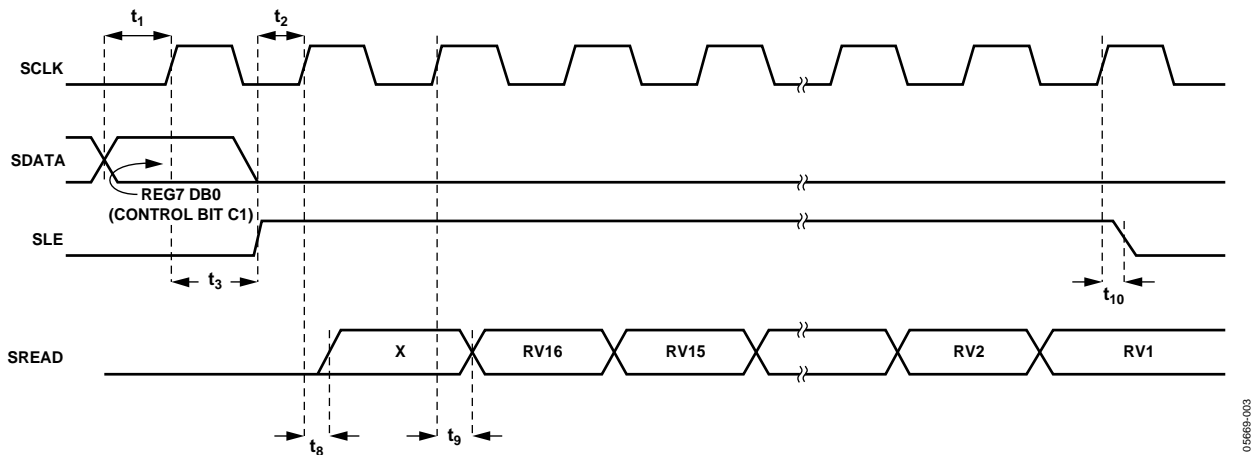 t1
t2
SCLK
SDATA
REG7 DB0
(CONTROL BIT C1)
SLE
t3
t10
SREAD
X
RV16
RV15
RV2
RV1
t8
t9
05669-003